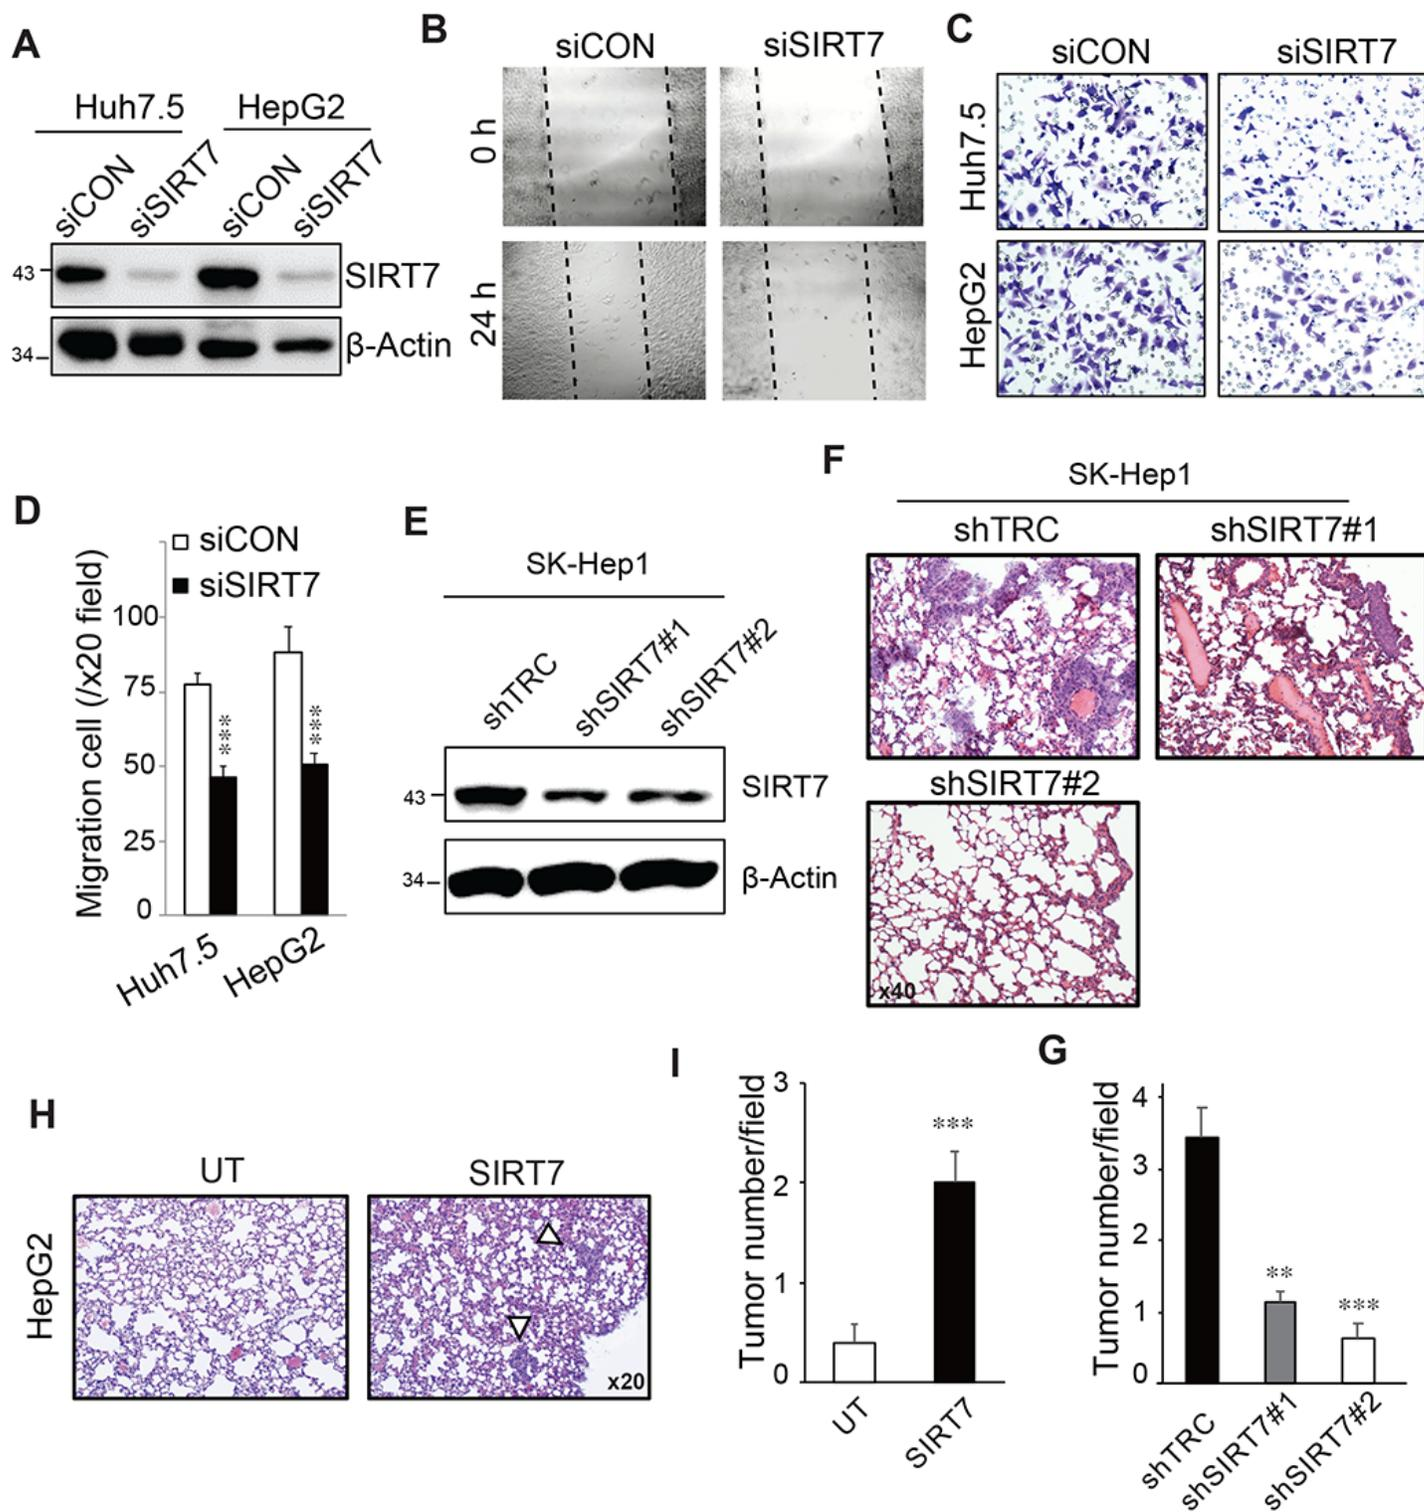 A
Huh7.5 HepG2
siCON siSIRT7 siCON siSIRT7
43 SIRT7
34 β-Actin
B
siCON siSIRT7
0 h
24 h
C
siCON siSIRT7
Huh7.5
HepG2
D
siCON
siSIRT7
Migration cell (/x20 field)
100
75
50
25
0
***
***
Huh7.5 HepG2
E
SK-Hep1
shTRC shSIRT7#1 shSIRT7#2
43 SIRT7
34 β-Actin
F
SK-Hep1
shTRC shSIRT7#1
shSIRT7#2
x40
H
UT SIRT7
HepG2
x20
I
Tumor number/field
3
2
1
0
***
UT SIRT7
G
Tumor number/field
4
3
2
1
0
**
***
shTRC shSIRT7#1 shSIRT7#2